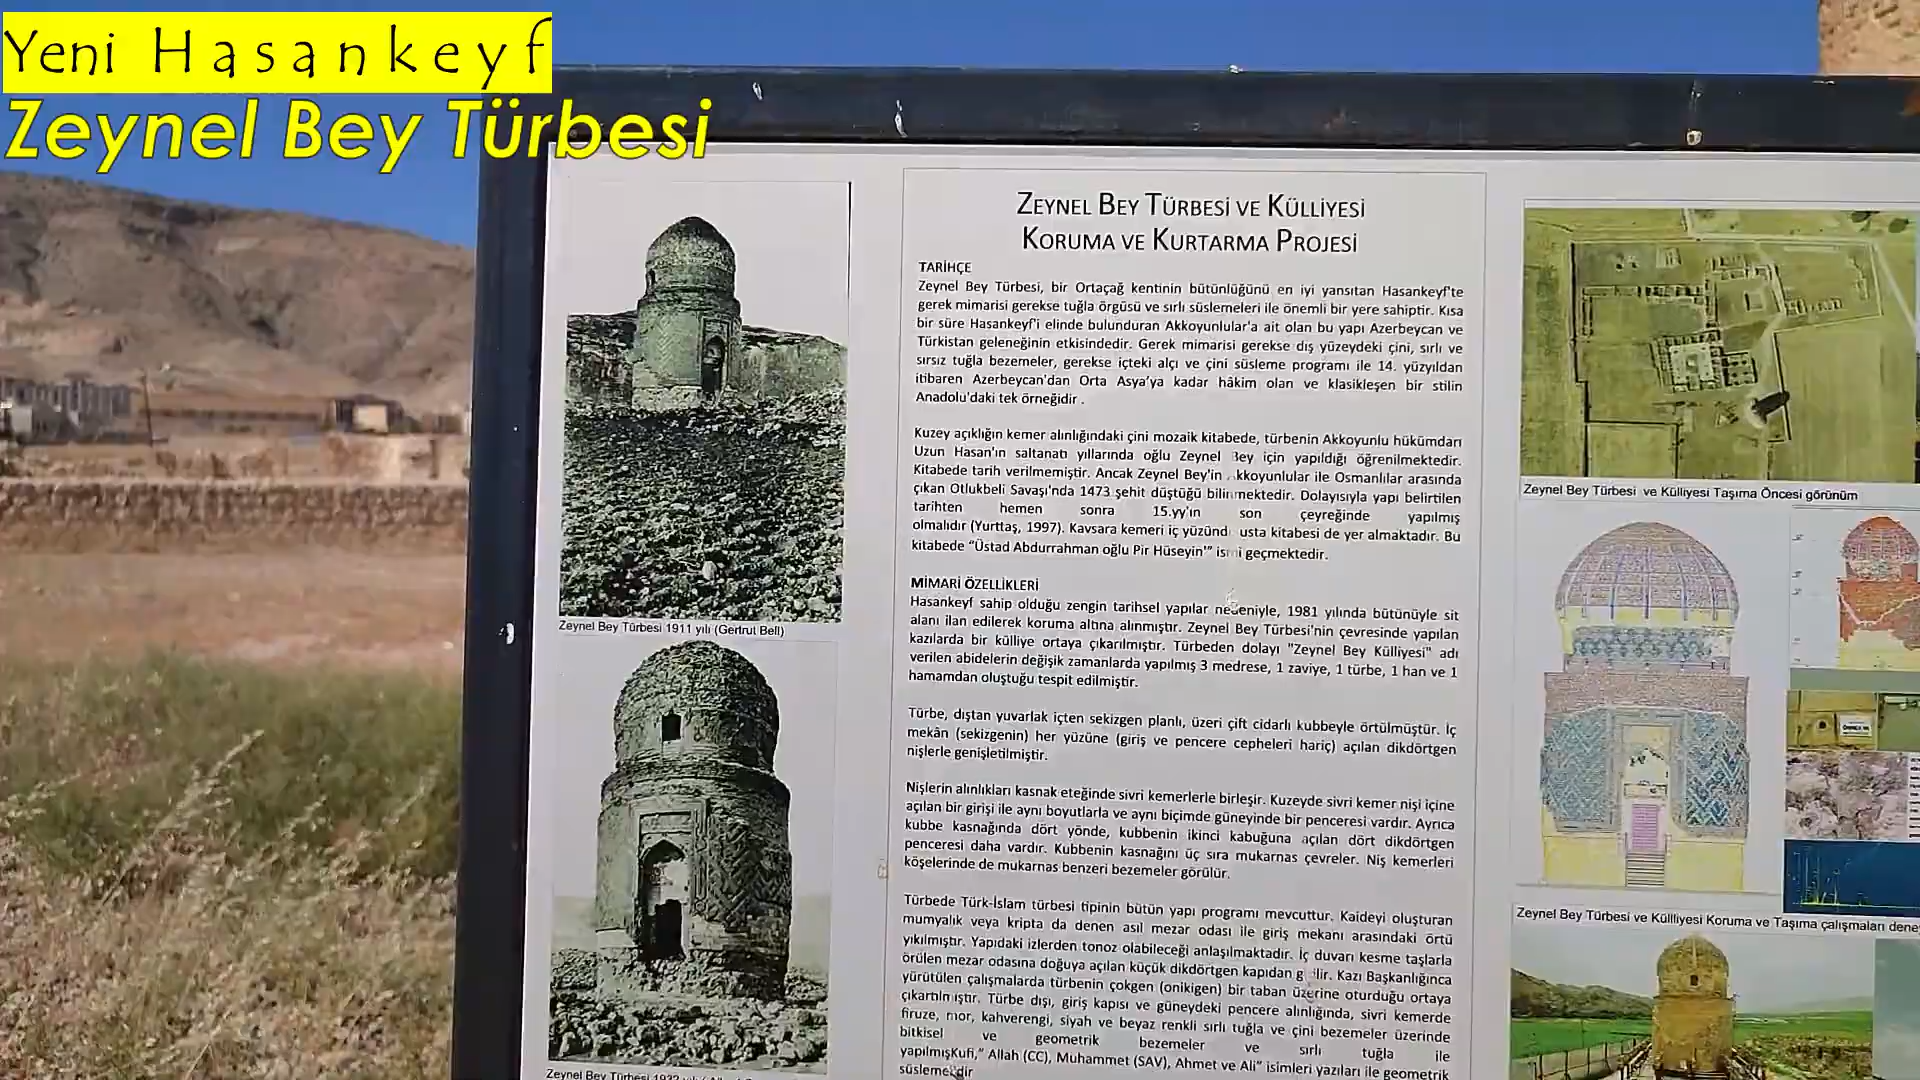 Yeni Hasankeyf
Zeynel Bey Türbesi
ZEYNEL BEY TÜRBESİ VE KÜLLİYESİ
KORUMA VE KURTARMA PROJESİ
TARİHÇE
Zeynel Bey Türbesi, bir Ortaçağ kentinin bütünlüğünü en iyi yansıtan Hasankeyf'te
gerek mimarisi gerekse tuğla örgüsü ve sırlı süslemeleri ile önemli bir yere sahiptir. Kısa
bir süre Hasankeyf'i elinde bulunduran Akkoyunlular'a ait olan bu yapı Azerbeycan ve
Türkistan geleneğinin etkisindedir. Gerek mimarisi gerekse dış yüzeydeki çini, sırlı ve
sırsız tuğla bezemeler, gerekse içteki alçı ve çini süsleme programı ile 14. yüzyıldan
itibaren Azerbeycan'dan Orta Asya'ya kadar hâkim olan ve klasikleşen bir stilin
Anadolu'daki tek örneğidir .
Kuzey açıklığın kemer alınlığındaki çini mozaik kitabede, türbenin Akkoyunlu hükümdarı
Uzun Hasan'ın saltanatı yıllarında oğlu Zeynel Bey için yapıldığı öğrenilmektedir.
Kitabede tarih verilmemiştir. Ancak Zeynel Bey'in Akkoyunlular ile Osmanlılar arasında
çıkan Otlukbeli Savaşı'nda 1473 şehit düştüğü bilinmektedir. Dolayısıyla yapı belirtilen
tarihten hemen sonra 15.yy'ın son çeyreğinde yapılmış
olmalıdır (Yurttaş, 1997). Kavsara kemeri iç yüzünd usta kitabesi de yer almaktadır. Bu
kitabede "Üstad Abdurrahman oğlu Pir Hüseyin'" ismi geçmektedir.
MİMARİ ÖZELLİKLERİ
Hasankeyf sahip olduğu zengin tarihsel yapılar nedeniyle, 1981 yılında bütünüyle sit
alanı ilan edilerek koruma altına alınmıştır. Zeynel Bey Türbesi'nin çevresinde yapılan
kazılarda bir külliye ortaya çıkarılmıştır. Türbeden dolayı "Zeynel Bey Külliyesi" adı
verilen abidelerin değişik zamanlarda yapılmış 3 medrese, 1 zaviye, 1 türbe, 1 han ve 1
hamamdan oluştuğu tespit edilmiştir.
Türbe, dıştan yuvarlak içten sekizgen planlı, üzeri çift cidarlı kubbeyle örtülmüştür. İç
mekân (sekizgenin) her yüzüne (giriş ve pencere cepheleri hariç) açılan dikdörtgen
nişlerle genişletilmiştir.
Nişlerin alınlıkları kasnak eteğinde sivri kemerlerle birleşir. Kuzeyde sivri kemer nişi içine
açılan bir girişi ile aynı boyutlarla ve aynı biçimde güneyinde bir penceresi vardır. Ayrıca
kubbe kasnağında dört yönde, kubbenin ikinci kabuğuna açılan dört dikdörtgen
penceresi daha vardır. Kubbenin kasnağını üç sıra mukarnas çevreler. Niş kemerleri
köşelerinde de mukarnas benzeri bezemeler görülür.
Türbede Türk-İslam türbesi tipinin bütün yapı programı mevcuttur. Kaideyi oluşturan
mumyalık veya kripta da denen asıl mezar odası ile giriş mekanı arasındaki örtü
yıkılmıştır. Yapıdaki izlerden tonoz olabileceği anlaşılmaktadır. İç duvarı kesme taşlarla
örülen mezar odasına doğuya açılan küçük dikdörtgen kapıdan girilir. Kazı Başkanlığınca
yürütülen çalışmalarda türbenin çokgen (onikigen) bir taban üzerine oturduğu ortaya
çıkartılmıştır. Türbe dışı, giriş kapısı ve güneydeki pencere alınlığında, sivri kemerde
firuze, mor, kahverengi, siyah ve beyaz renkli sırlı tuğla ve çini bezemeler üzerinde
bitkisel ve geometrik bezemeler ve sırlı tuğla ile
yapılmışKufi," Allah (CC), Muhammet (SAV), Ahmet ve Ali" isimleri yazıları ile geometrik
süslemeldir
Zeynel Bey Türbesi 1911 yılı (Gertrut Bell)
Zeynel Bey Türbesi 1932 yılı
Zeynel Bey Türbesi ve Külliyesi Taşıma Öncesi görünüm
Zeynel Bey Türbesi ve Küllliyesi Koruma ve Taşıma çalışmaları